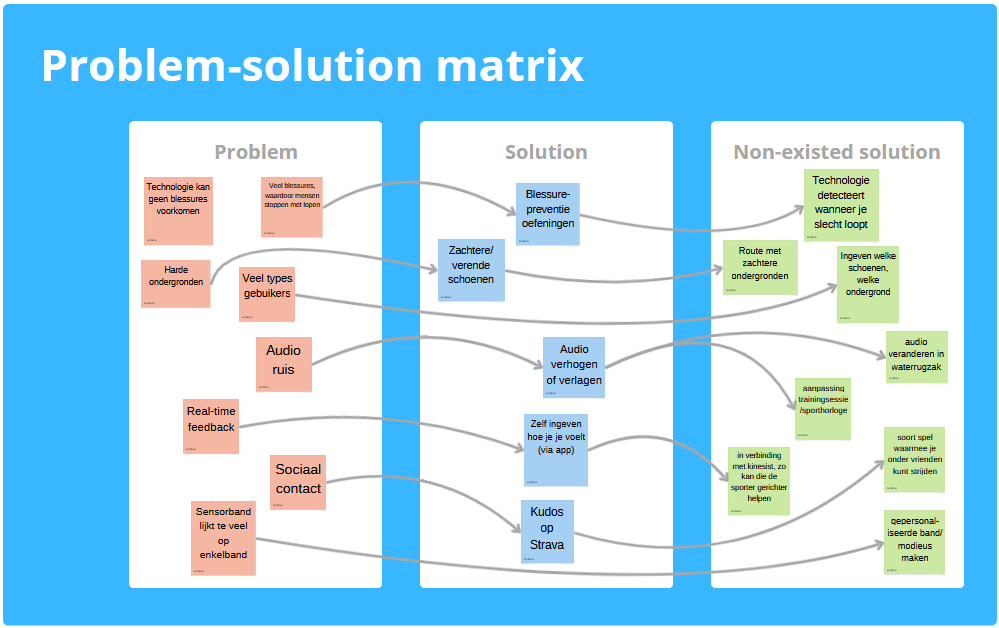 Problem-solution matrix
Problem
Technologie kan
geen blessures
voorkomen
Veel blessures,
waardoor mensen
stoppen met lopen
Harde
ondergronden
Veel types
gebuikers
Audio
ruis
Real-time
feedback
Sociaal
contact
Sensorband
lijkt te veel
op
enkelband
Solution
Blessure-
preventie
oefeningen
Zachtere/
verende
schoenen
Audio
verhogen
of verlagen
Zelf ingeven
hoe je je voelt
(via app)
Kudos
op
Strava
Non-existed solution
Technologie
detecteert
wanneer je
slecht loopt
Route met
zachtere
ondergronden
Ingeven welke
schoenen,
welke
ondergrond
audio
veranderen in
waterrugzak
aanpassing
trainingsessie
/sporthorloge
soort spel
waarmee je
onder vrienden
kunt strijden
in verbinding
met kinesist, zo
kan die de
sporter gerichter
helpen
gepersonal-
iseerde band/
modieus
maken